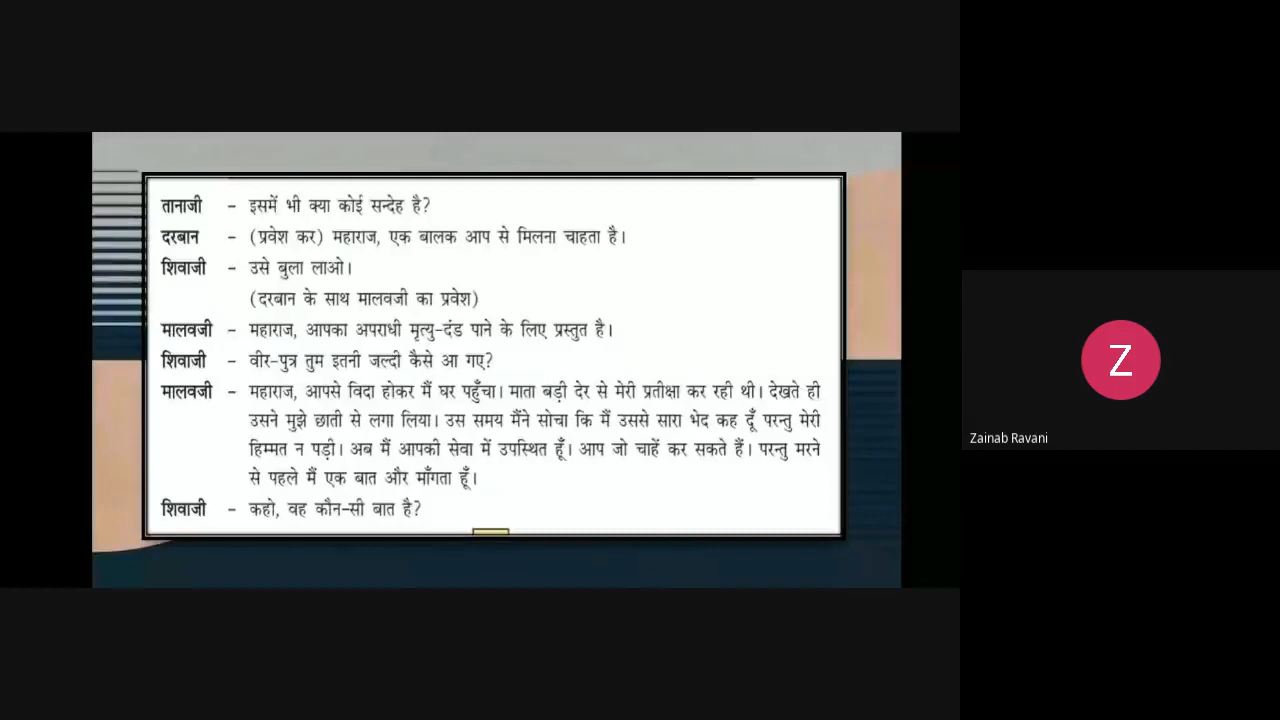 तानाजी – इसमें भी क्या कोई सन्देह है?
दरबान – (प्रवेश कर) महाराज, एक बालक आप से मिलना चाहता है।
शिवाजी – उसे बुला लाओ।
(दरबान के साथ मालवजी का प्रवेश)
मालवजी – महाराज, आपका अपराधी मृत्यु-दंड पाने के लिए प्रस्तुत है।
शिवाजी – वीर-पुत्र तुम इतनी जल्दी कैसे आ गए?
मालवजी – महाराज, आपसे विदा होकर मैं घर पहुँचा। माता बड़ी देर से मेरी प्रतीक्षा कर रही थी। देखते ही
उसने मुझे छाती से लगा लिया। उस समय मैंने सोचा कि मैं उससे सारा भेद कह दूँ परन्तु मेरी
हिम्मत न पड़ी। अब मैं आपकी सेवा में उपस्थित हूँ। आप जो चाहें कर सकते हैं। परन्तु मरने
से पहले मैं एक बात और माँगता हूँ।
शिवाजी – कहो, वह कौन-सी बात है?
Z
Zainab Ravani